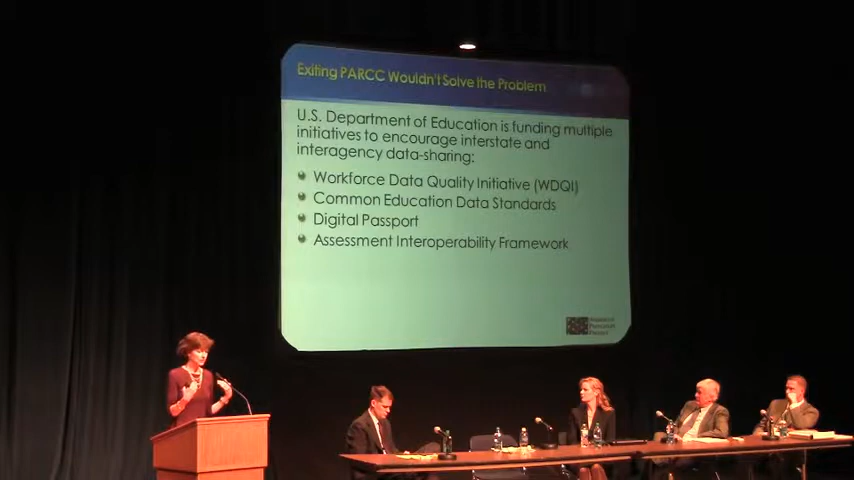 Exiting PARCC Wouldn't Solve the Problem
U.S. Department of Education is funding multiple
initiatives to encourage interstate and
interagency data-sharing:
Workforce Data Quality Initiative (WDQI)
Common Education Data Standards
Digital Passport
Assessment Interoperability Framework